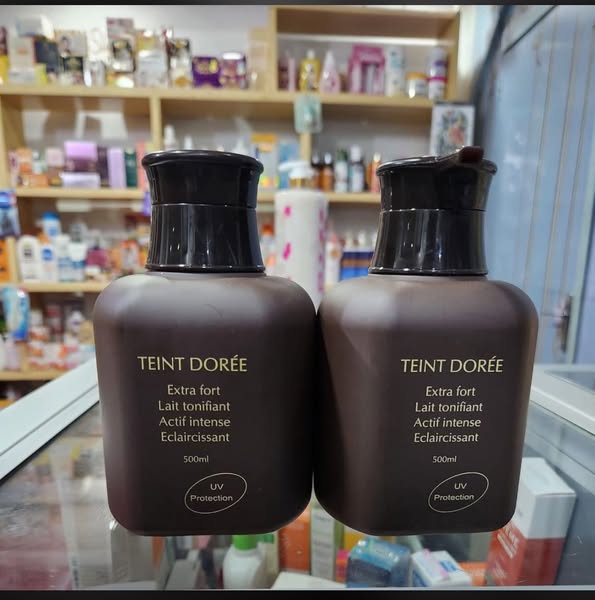 TEINT DORÉE
Extra fort
Lait tonifiant
Actif intense
Eclaircissant
500ml
UV
Protection
TEINT DORÉE
Extra fort
Lait tonifiant
Actif intense
Eclaircissant
500ml
UV
Protection